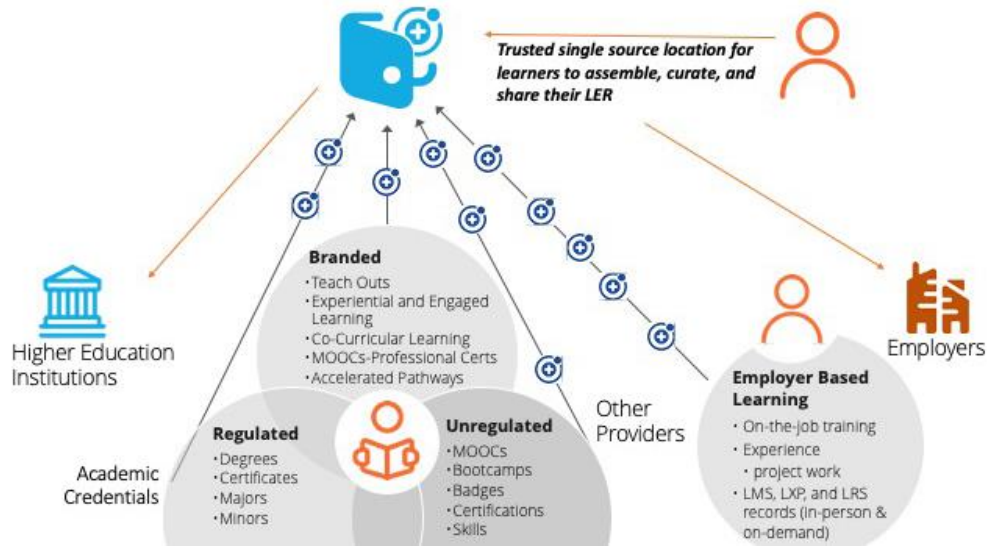 Trusted single source location for
learners to assemble, curate, and
share their LER
Higher Education
Institutions
Employers
Branded
•Teach Outs
•Experiential and Engaged
Learning
•Co-Curricular Learning
•MOOCs-Professional Certs
•Accelerated Pathways
Regulated
•Degrees
•Certificates
•Majors
•Minors
Unregulated
•MOOCs
•Bootcamps
•Badges
•Certifications
•Skills
Academic
Credentials
Other
Providers
Employer Based
Learning
• On-the-job training
• Experience
• project work
• LMS, LXP, and LRS
records (in-person &
on-demand)